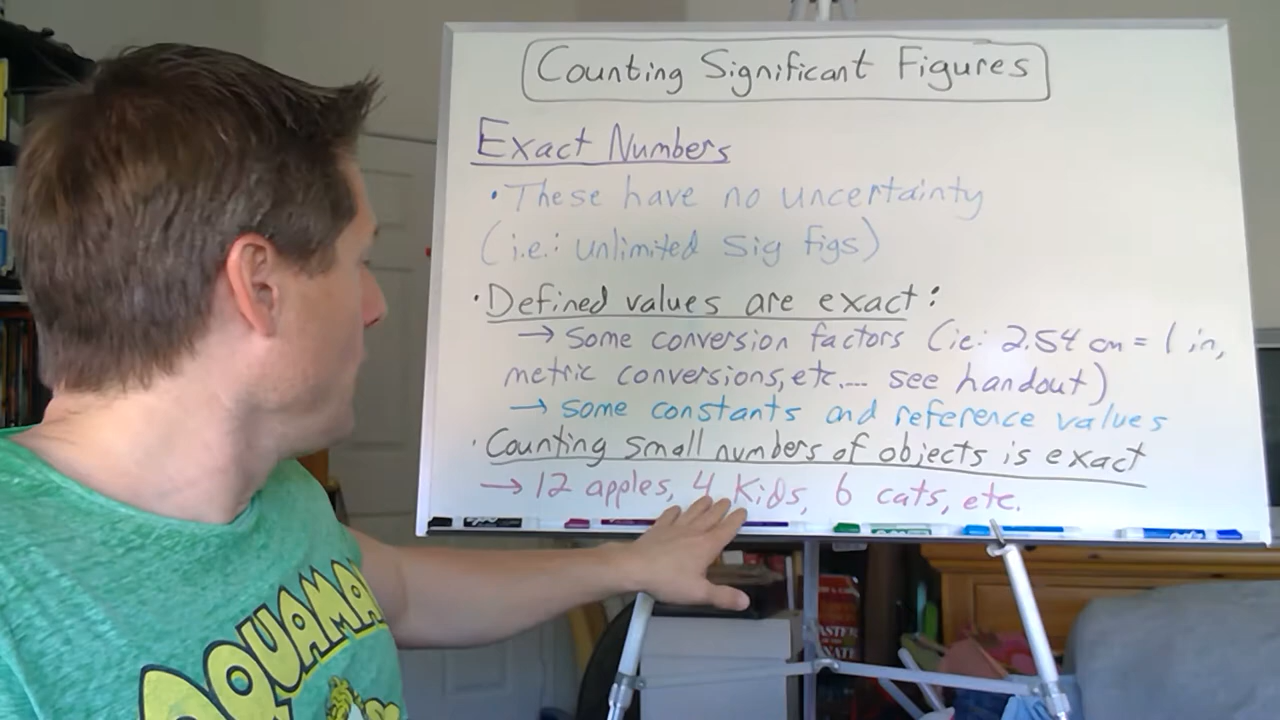 Counting Significant Figures
Exact Numbers
• These have no uncertainty
(i.e.: unlimited sig figs)
• Defined values are exact:
→ Some conversion factors (ie: 2.54 cm = 1 in,
metric conversions, etc.... see handout)
→ some constants and reference values
• Counting small numbers of objects is exact
→ 12 apples, 4 kids, 6 cats, etc.
AQUAMAN